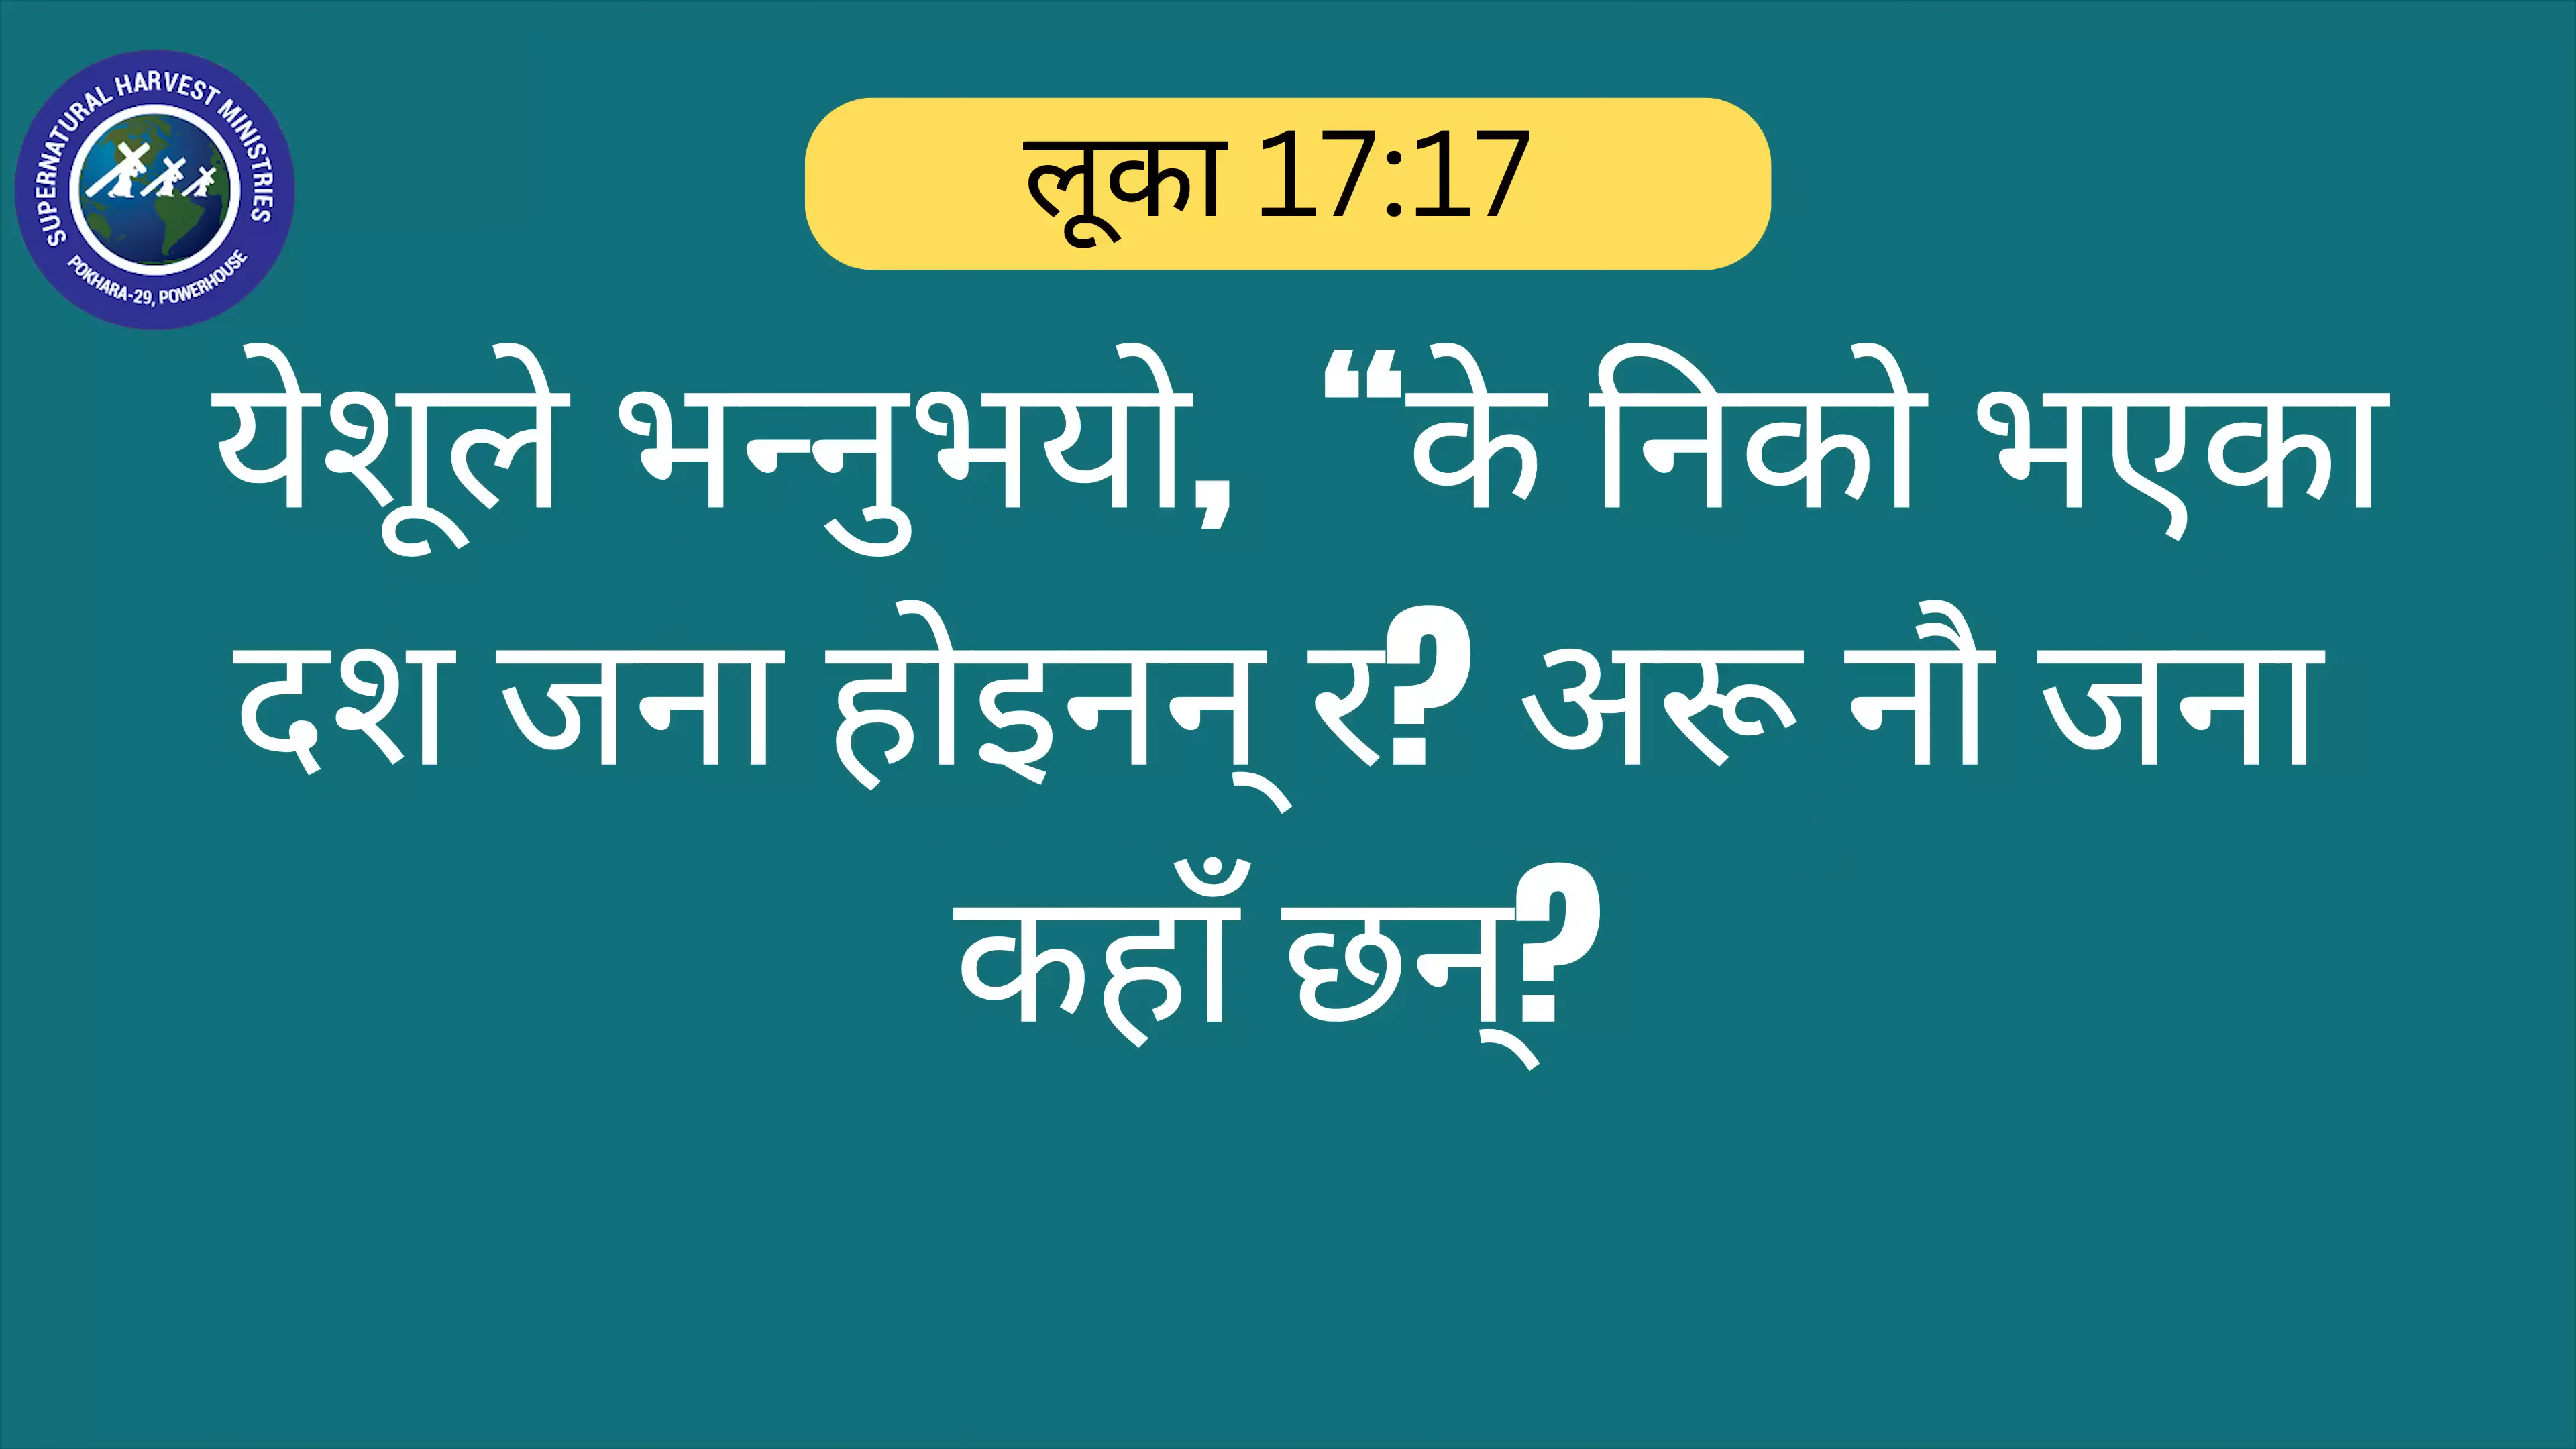 SUPERNATURAL HARVEST MINISTRIES
POKHARA-29, POWERHOUSE
लूका 17:17
येशूले भन्नुभयो, “के निको भएका
दश जना होइनन् र? अरू नौ जना
कहाँ छन्?